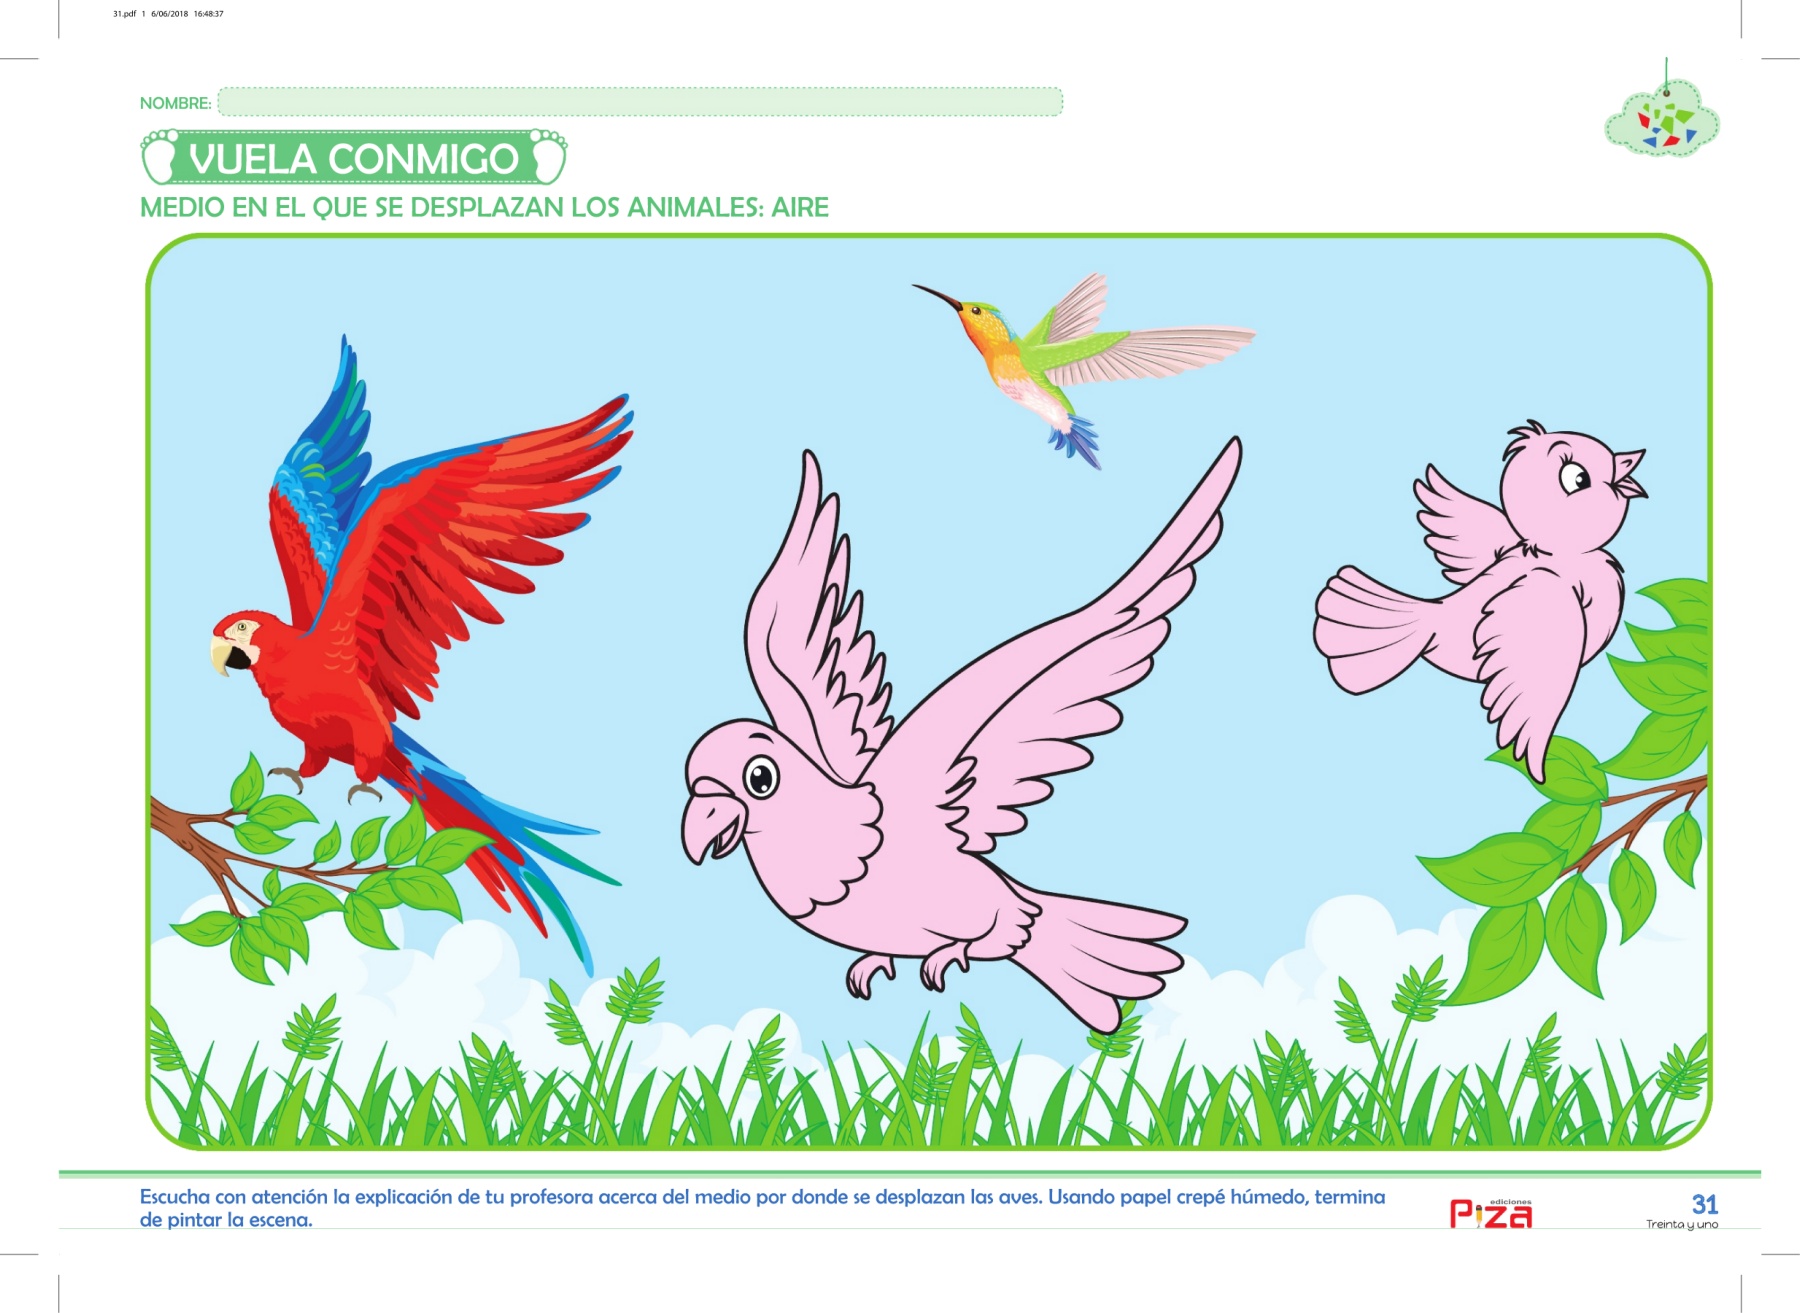 31.pdf 1 6/06/2018 16:48:37
NOMBRE:
VUELA CONMIGO
MEDIO EN EL QUE SE DESPLAZAN LOS ANIMALES: AIRE
Escucha con atención la explicación de tu profesora acerca del medio por donde se desplazan las aves. Usando papel crepé húmedo, termina
de pintar la escena.
ediciones
Piza
31
Treinta y uno